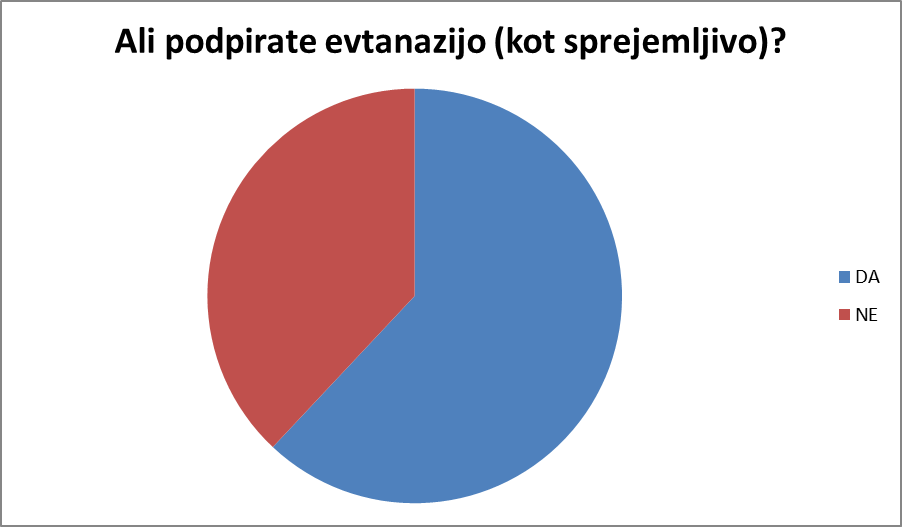 Ali podpirate evtanazijo (kot sprejemljivo)?
DA
NE